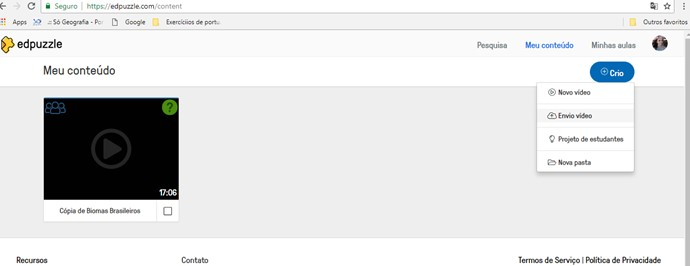 Seguro | https://edpuzzle.com/content
Apps Só Geografia - Po Google Exercícios de portu Outros favoritos
edpuzzle Pesquisa Meu conteúdo Minhas aulas
Meu conteúdo Crio
Novo vídeo
Envio vídeo
Projeto de estudantes
Nova pasta
?
17:06
Cópia de Biomas Brasileiros
Recursos Contato Termos de Serviço | Política de Privacidade